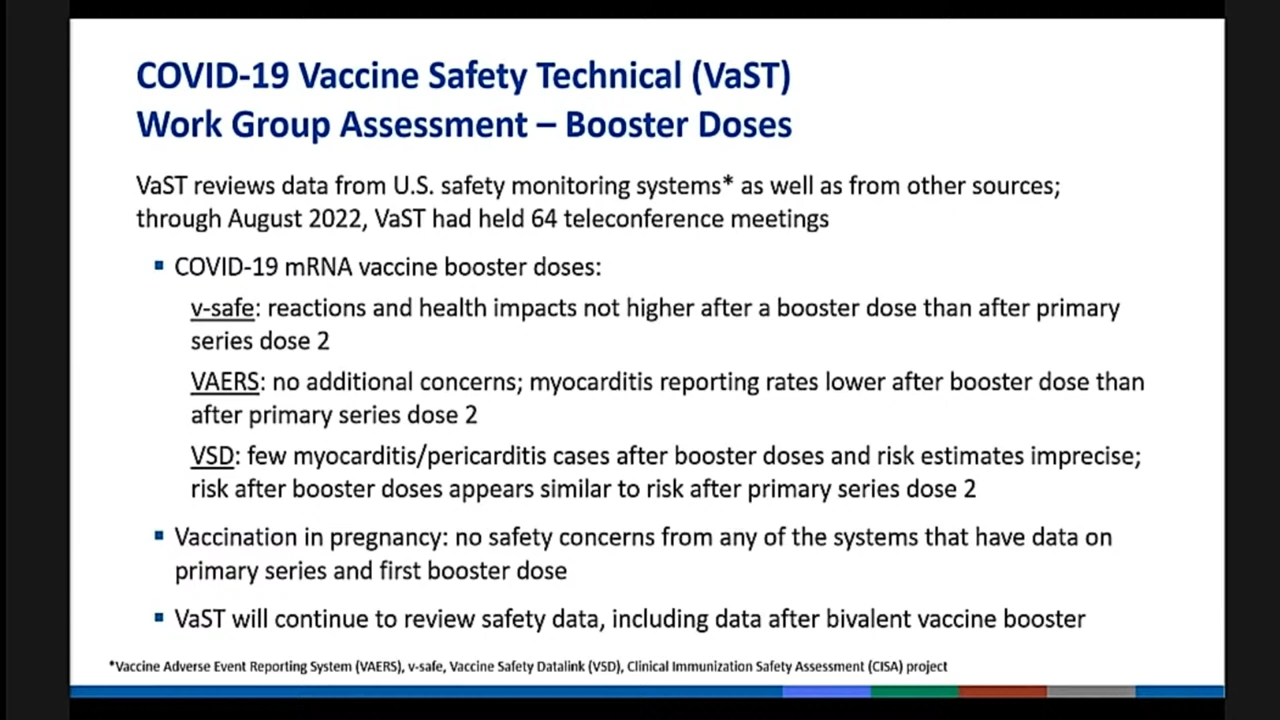 COVID-19 Vaccine Safety Technical (VaST)
Work Group Assessment – Booster Doses
VaST reviews data from U.S. safety monitoring systems* as well as from other sources;
through August 2022, VaST had held 64 teleconference meetings
▪ COVID-19 mRNA vaccine booster doses:
v-safe: reactions and health impacts not higher after a booster dose than after primary
series dose 2
VAERS: no additional concerns; myocarditis reporting rates lower after booster dose than
after primary series dose 2
VSD: few myocarditis/pericarditis cases after booster doses and risk estimates imprecise;
risk after booster doses appears similar to risk after primary series dose 2
▪ Vaccination in pregnancy: no safety concerns from any of the systems that have data on
primary series and first booster dose
▪ VaST will continue to review safety data, including data after bivalent vaccine booster
*Vaccine Adverse Event Reporting System (VAERS), v-safe, Vaccine Safety Datalink (VSD), Clinical Immunization Safety Assessment (CISA) project